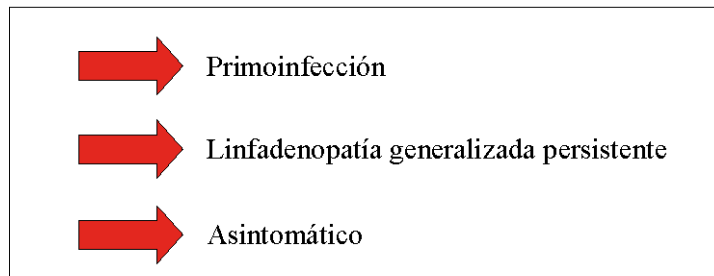 Primoinfección
Linfadenopatía generalizada persistente
Asintomático